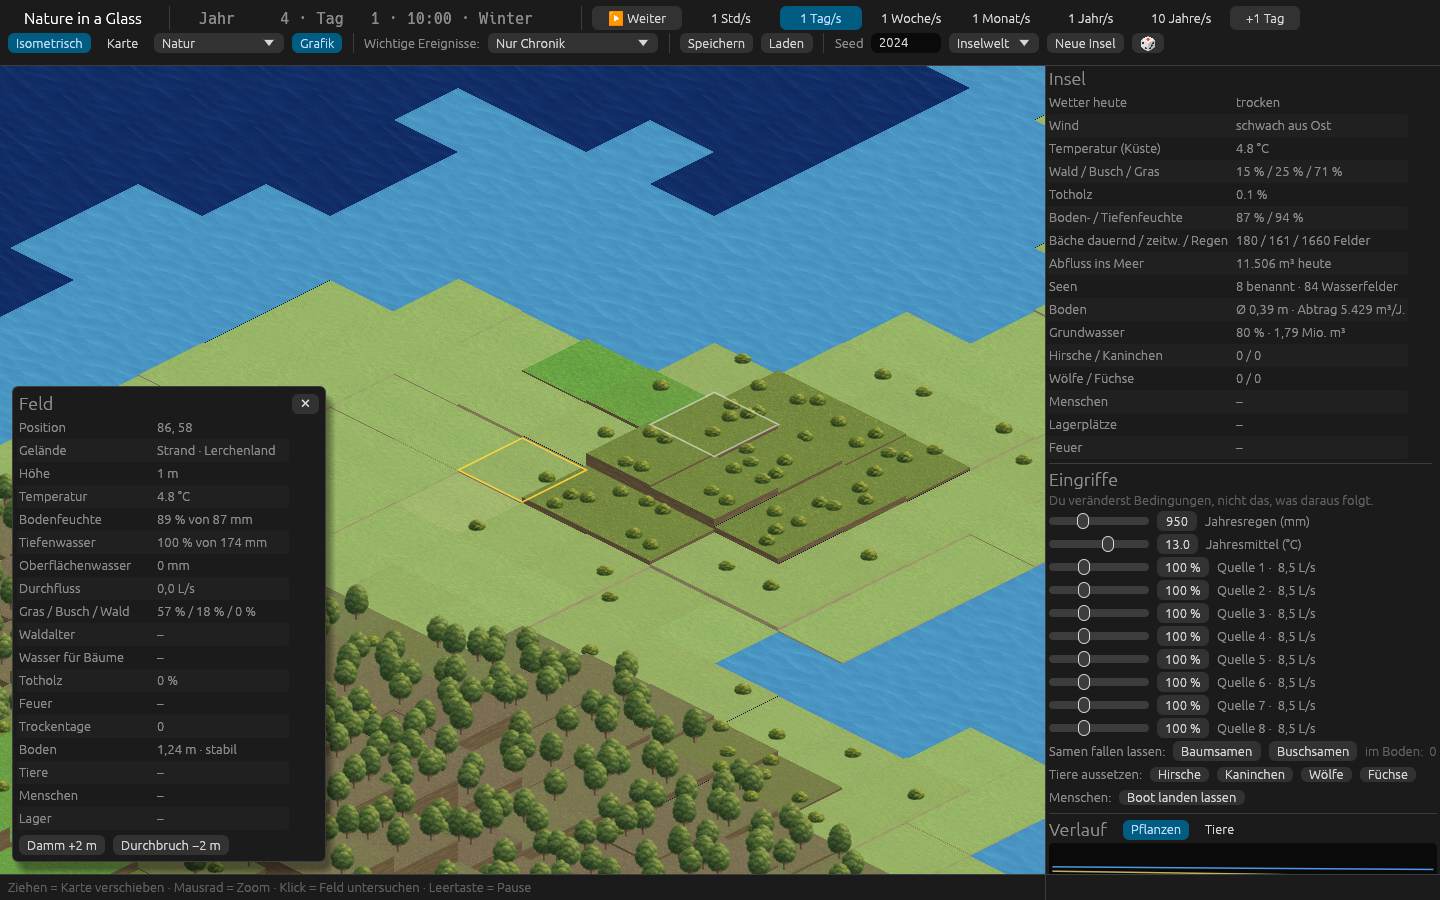 Nature in a Glass
Jahr 4 · Tag 1 · 10:00 · Winter
Weiter
1 Std/s
1 Tag/s
1 Woche/s
1 Monat/s
1 Jahr/s
10 Jahre/s
+1 Tag
Isometrisch
Karte
Natur
Grafik
Wichtige Ereignisse:
Nur Chronik
Speichern
Laden
Seed
2024
Inselwelt
Neue Insel
Insel
Wetter heute trocken
Wind schwach aus Ost
Temperatur (Küste) 4.8 °C
Wald / Busch / Gras 15 % / 25 % / 71 %
Totholz 0.1 %
Boden- / Tiefenfeuchte 87 % / 94 %
Bäche dauernd / zeitw. / Regen 180 / 161 / 1660 Felder
Abfluss ins Meer 11.506 m³ heute
Seen 8 benannt · 84 Wasserfelder
Boden Ø 0,39 m · Abtrag 5.429 m³/J.
Grundwasser 80 % · 1,79 Mio. m³
Hirsche / Kaninchen 0 / 0
Wölfe / Füchse 0 / 0
Menschen –
Lagerplätze –
Feuer –
Eingriffe
Du veränderst Bedingungen, nicht das, was daraus folgt.
950 Jahresregen (mm)
13.0 Jahresmittel (°C)
100 % Quelle 1 · 8,5 L/s
100 % Quelle 2 · 8,5 L/s
100 % Quelle 3 · 8,5 L/s
100 % Quelle 4 · 8,5 L/s
100 % Quelle 5 · 8,5 L/s
100 % Quelle 6 · 8,5 L/s
100 % Quelle 7 · 8,5 L/s
100 % Quelle 8 · 8,5 L/s
Samen fallen lassen: Baumsamen Buschsamen im Boden: 0
Tiere aussetzen: Hirsche Kaninchen Wölfe Füchse
Menschen: Boot landen lassen
Verlauf Pflanzen Tiere
Feld ✕
Position 86, 58
Gelände Strand · Lerchenland
Höhe 1 m
Temperatur 4.8 °C
Bodenfeuchte 89 % von 87 mm
Tiefenwasser 100 % von 174 mm
Oberflächenwasser 0 mm
Durchfluss 0,0 L/s
Gras / Busch / Wald 57 % / 18 % / 0 %
Waldalter –
Wasser für Bäume –
Totholz 0 %
Feuer –
Trockentage 0
Boden 1,24 m · stabil
Tiere –
Menschen –
Lager –
Damm +2 m
Durchbruch −2 m
Ziehen = Karte verschieben · Mausrad = Zoom · Klick = Feld untersuchen · Leertaste = Pause